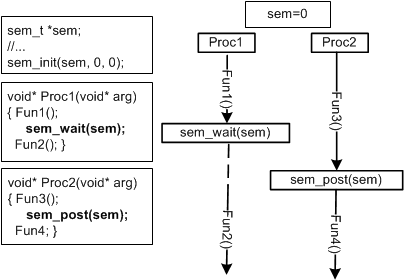 sem_t *sem;
//...
sem_init(sem, 0, 0);
void* Proc1(void* arg)
{ Fun1();
sem_wait(sem);
Fun2(); }
void* Proc2(void* arg)
{ Fun3();
sem_post(sem);
Fun4; }
sem=0
Proc1
Proc2
Fun1()
Fun3()
sem_wait(sem)
sem_post(sem)
Fun2()
Fun4()